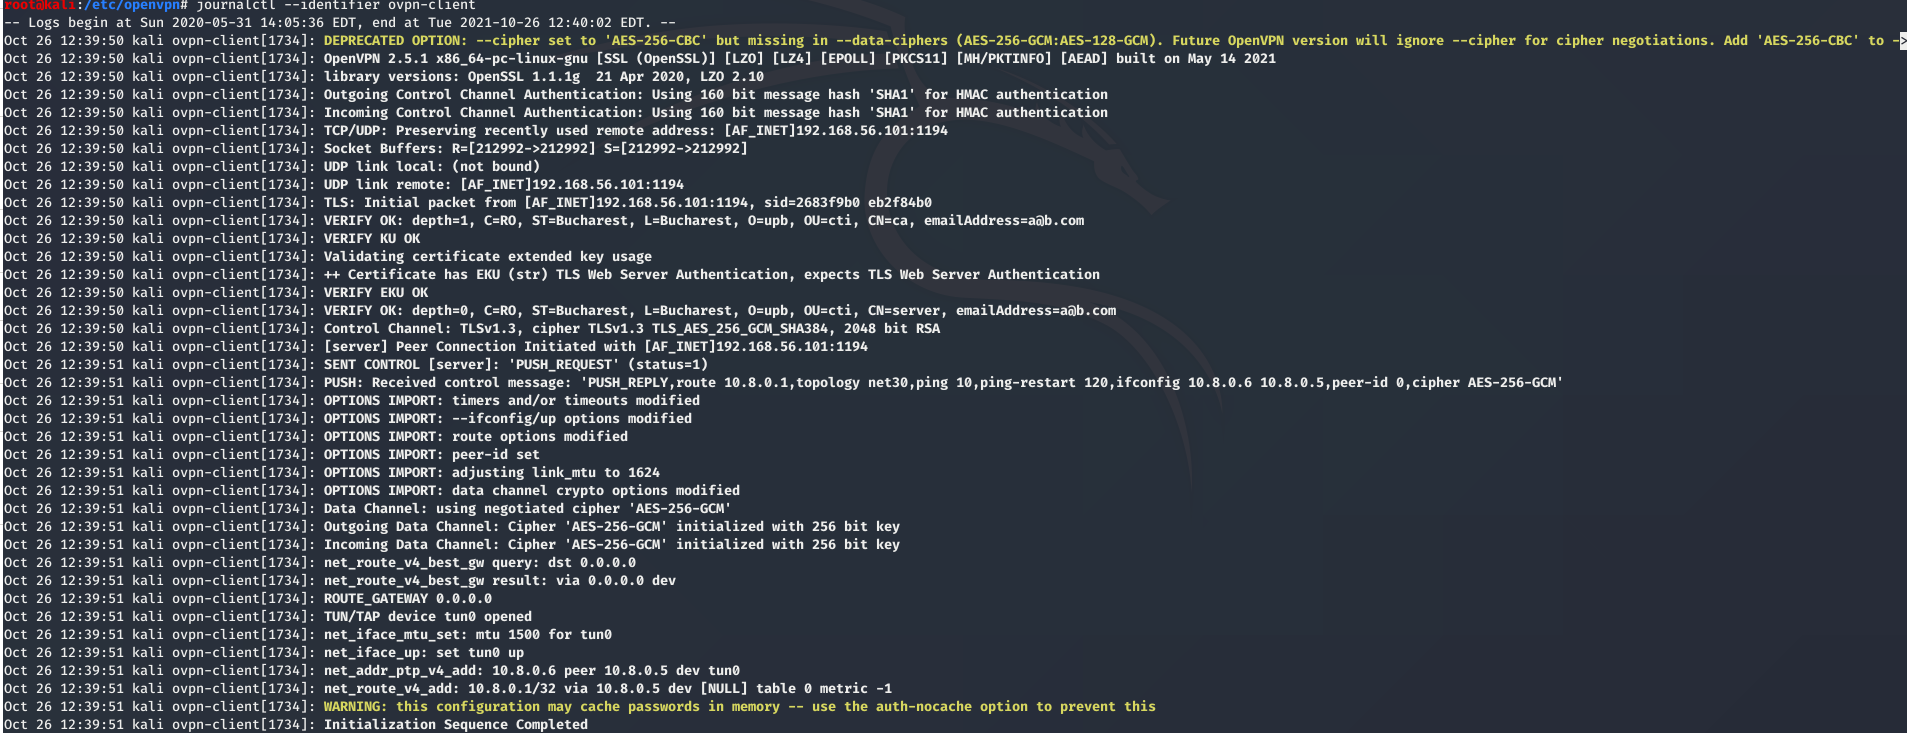 root@kali:/etc/openvpn# journalctl --identifier ovpn-client
-- Logs begin at Sun 2020-05-31 14:05:36 EDT, end at Tue 2021-10-26 12:40:02 EDT. --
Oct 26 12:39:50 kali ovpn-client[1734]: DEPRECATED OPTION: --cipher set to 'AES-256-CBC' but missing in --data-ciphers (AES-256-GCM:AES-128-GCM). Future OpenVPN version will ignore --cipher for cipher negotiations. Add 'AES-256-CBC' to ->
Oct 26 12:39:50 kali ovpn-client[1734]: OpenVPN 2.5.1 x86_64-pc-linux-gnu [SSL (OpenSSL)] [LZO] [LZ4] [EPOLL] [PKCS11] [MH/PKTINFO] [AEAD] built on May 14 2021
Oct 26 12:39:50 kali ovpn-client[1734]: library versions: OpenSSL 1.1.1g  21 Apr 2020, LZO 2.10
Oct 26 12:39:50 kali ovpn-client[1734]: Outgoing Control Channel Authentication: Using 160 bit message hash 'SHA1' for HMAC authentication
Oct 26 12:39:50 kali ovpn-client[1734]: Incoming Control Channel Authentication: Using 160 bit message hash 'SHA1' for HMAC authentication
Oct 26 12:39:50 kali ovpn-client[1734]: TCP/UDP: Preserving recently used remote address: [AF_INET]192.168.56.101:1194
Oct 26 12:39:50 kali ovpn-client[1734]: Socket Buffers: R=[212992->212992] S=[212992->212992]
Oct 26 12:39:50 kali ovpn-client[1734]: UDP link local: (not bound)
Oct 26 12:39:50 kali ovpn-client[1734]: UDP link remote: [AF_INET]192.168.56.101:1194
Oct 26 12:39:50 kali ovpn-client[1734]: TLS: Initial packet from [AF_INET]192.168.56.101:1194, sid=2683f9b0 eb2f84b0
Oct 26 12:39:50 kali ovpn-client[1734]: VERIFY OK: depth=1, C=RO, ST=Bucharest, L=Bucharest, O=upb, OU=cti, CN=ca, emailAddress=a@b.com
Oct 26 12:39:50 kali ovpn-client[1734]: VERIFY KU OK
Oct 26 12:39:50 kali ovpn-client[1734]: Validating certificate extended key usage
Oct 26 12:39:50 kali ovpn-client[1734]: ++ Certificate has EKU (str) TLS Web Server Authentication, expects TLS Web Server Authentication
Oct 26 12:39:50 kali ovpn-client[1734]: VERIFY EKU OK
Oct 26 12:39:50 kali ovpn-client[1734]: VERIFY OK: depth=0, C=RO, ST=Bucharest, L=Bucharest, O=upb, OU=cti, CN=server, emailAddress=a@b.com
Oct 26 12:39:50 kali ovpn-client[1734]: Control Channel: TLSv1.3, cipher TLSv1.3 TLS_AES_256_GCM_SHA384, 2048 bit RSA
Oct 26 12:39:50 kali ovpn-client[1734]: [server] Peer Connection Initiated with [AF_INET]192.168.56.101:1194
Oct 26 12:39:51 kali ovpn-client[1734]: SENT CONTROL [server]: 'PUSH_REQUEST' (status=1)
Oct 26 12:39:51 kali ovpn-client[1734]: PUSH: Received control message: 'PUSH_REPLY,route 10.8.0.1,topology net30,ping 10,ping-restart 120,ifconfig 10.8.0.6 10.8.0.5,peer-id 0,cipher AES-256-GCM'
Oct 26 12:39:51 kali ovpn-client[1734]: OPTIONS IMPORT: timers and/or timeouts modified
Oct 26 12:39:51 kali ovpn-client[1734]: OPTIONS IMPORT: --ifconfig/up options modified
Oct 26 12:39:51 kali ovpn-client[1734]: OPTIONS IMPORT: route options modified
Oct 26 12:39:51 kali ovpn-client[1734]: OPTIONS IMPORT: peer-id set
Oct 26 12:39:51 kali ovpn-client[1734]: OPTIONS IMPORT: adjusting link_mtu to 1624
Oct 26 12:39:51 kali ovpn-client[1734]: OPTIONS IMPORT: data channel crypto options modified
Oct 26 12:39:51 kali ovpn-client[1734]: Data Channel: using negotiated cipher 'AES-256-GCM'
Oct 26 12:39:51 kali ovpn-client[1734]: Outgoing Data Channel: Cipher 'AES-256-GCM' initialized with 256 bit key
Oct 26 12:39:51 kali ovpn-client[1734]: Incoming Data Channel: Cipher 'AES-256-GCM' initialized with 256 bit key
Oct 26 12:39:51 kali ovpn-client[1734]: net_route_v4_best_gw query: dst 0.0.0.0
Oct 26 12:39:51 kali ovpn-client[1734]: net_route_v4_best_gw result: via 0.0.0.0 dev
Oct 26 12:39:51 kali ovpn-client[1734]: ROUTE_GATEWAY 0.0.0.0
Oct 26 12:39:51 kali ovpn-client[1734]: TUN/TAP device tun0 opened
Oct 26 12:39:51 kali ovpn-client[1734]: net_iface_mtu_set: mtu 1500 for tun0
Oct 26 12:39:51 kali ovpn-client[1734]: net_iface_up: set tun0 up
Oct 26 12:39:51 kali ovpn-client[1734]: net_addr_ptp_v4_add: 10.8.0.6 peer 10.8.0.5 dev tun0
Oct 26 12:39:51 kali ovpn-client[1734]: net_route_v4_add: 10.8.0.1/32 via 10.8.0.5 dev [NULL] table 0 metric -1
Oct 26 12:39:51 kali ovpn-client[1734]: WARNING: this configuration may cache passwords in memory -- use the auth-nocache option to prevent this
Oct 26 12:39:51 kali ovpn-client[1734]: Initialization Sequence Completed